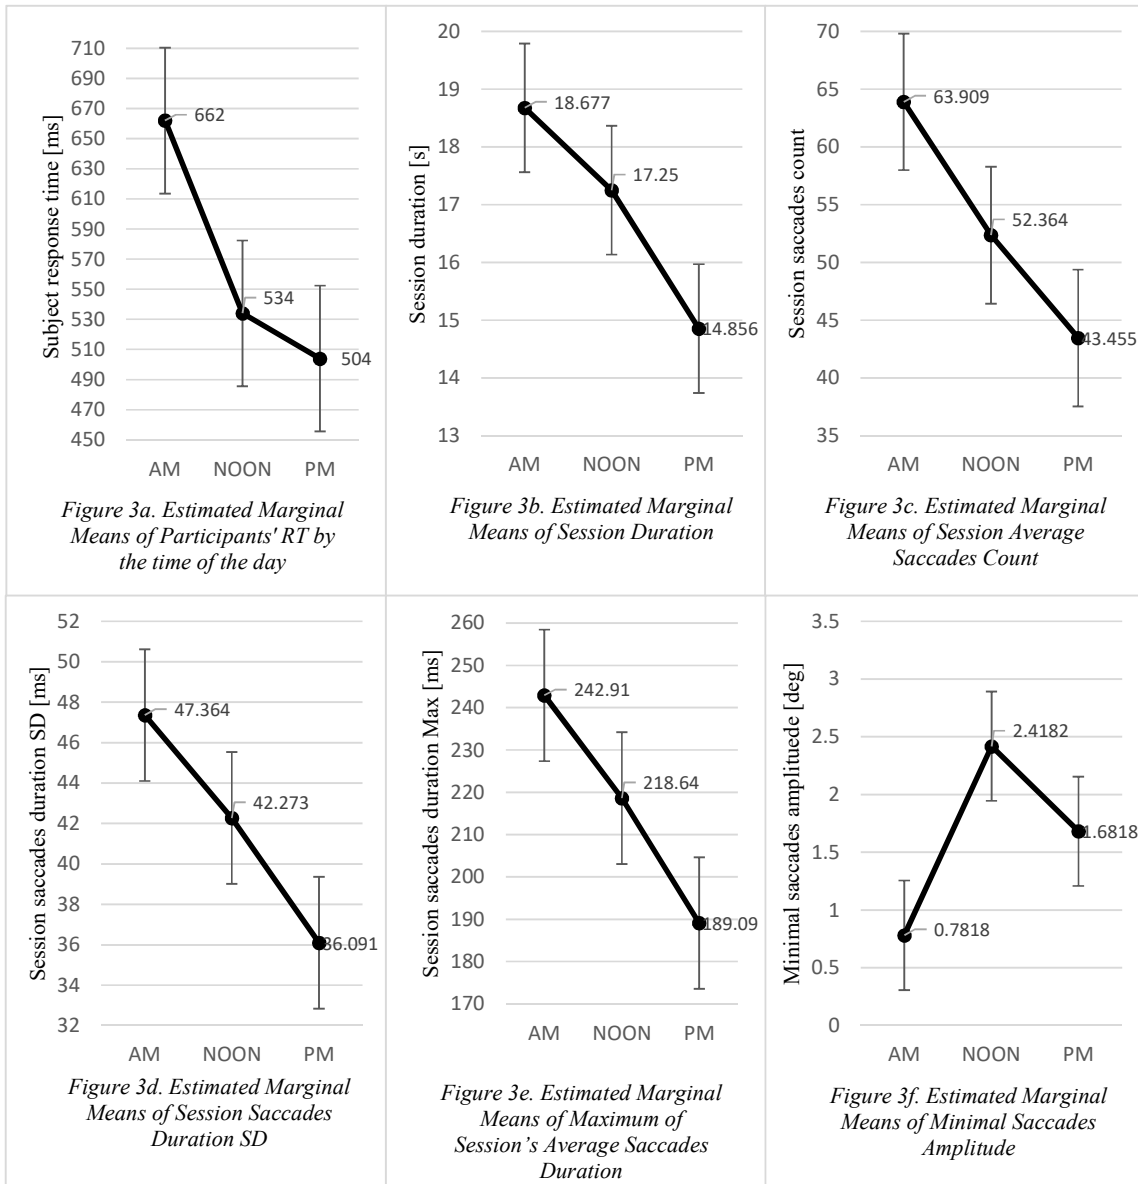 710
690
670
650
630
610
590
570
550
530
510
490
470
450
Subject response time [ms]
662
534
504
AM NOON PM
Figure 3a. Estimated Marginal
Means of Participants' RT by
the time of the day
20
19
18
17
16
15
14
13
Session duration [s]
18.677
17.25
14.856
AM NOON PM
Figure 3b. Estimated Marginal
Means of Session Duration
70
65
60
55
50
45
40
35
Session saccades count
63.909
52.364
43.455
AM NOON PM
Figure 3c. Estimated Marginal
Means of Session Average
Saccades Count
52
50
48
46
44
42
40
38
36
34
32
Session saccades duration SD [ms]
47.364
42.273
36.091
AM NOON PM
Figure 3d. Estimated Marginal
Means of Session Saccades
Duration SD
260
250
240
230
220
210
200
190
180
170
Session saccades duration Max [ms]
242.91
218.64
189.09
AM NOON PM
Figure 3e. Estimated Marginal
Means of Maximum of
Session’s Average Saccades
Duration
3.5
3
2.5
2
1.5
1
0.5
0
Minimal saccades amplituede [deg]
0.7818
2.4182
1.6818
AM NOON PM
Figure 3f. Estimated Marginal
Means of Minimal Saccades
Amplitude